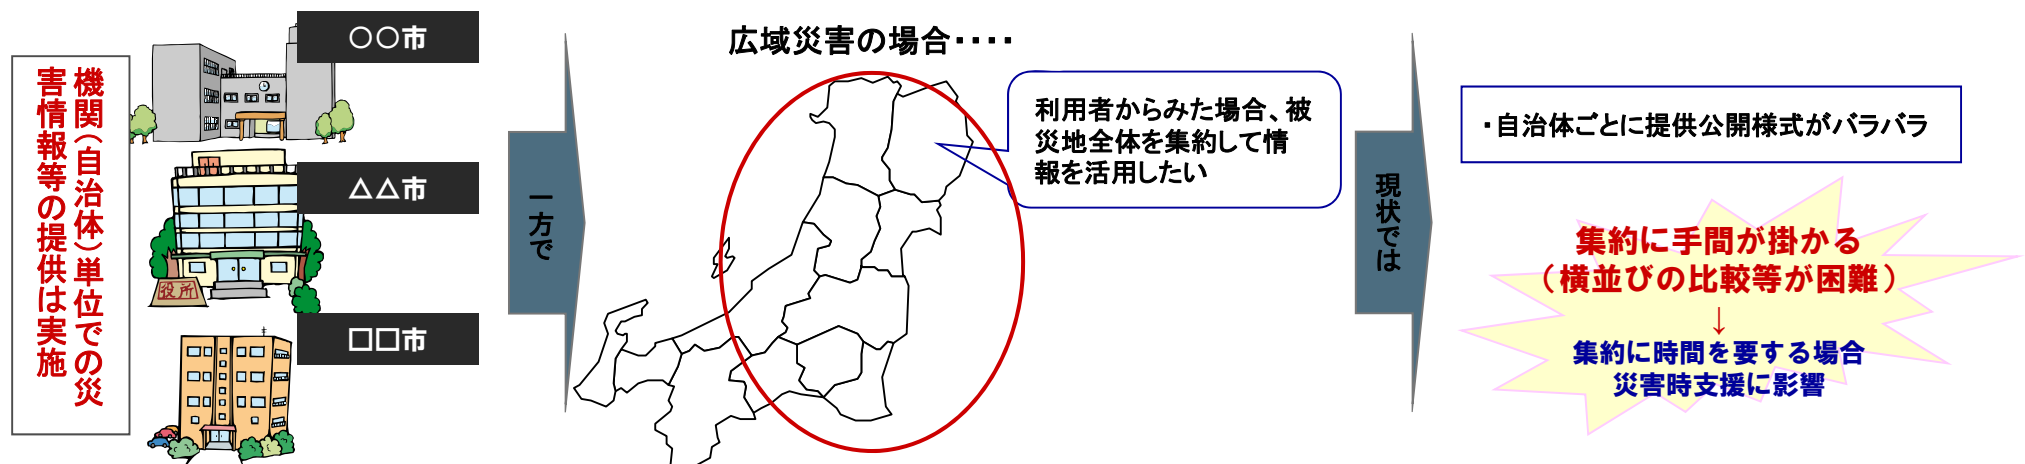 機関（自治体）単位での災
害情報等の提供は実施
○○市
△△市
役所
□□市
一方で
広域災害の場合････
利用者からみた場合、被
災地全体を集約して情
報を活用したい
現状では
・自治体ごとに提供公開様式がバラバラ
集約に手間が掛かる
（横並びの比較等が困難）
↓
集約に時間を要する場合
災害時支援に影響